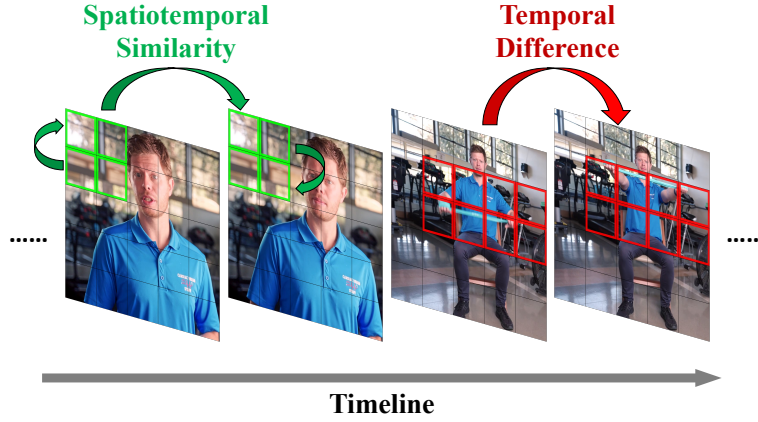 Spatiotemporal
Similarity
Temporal
Difference
......
.....
Timeline